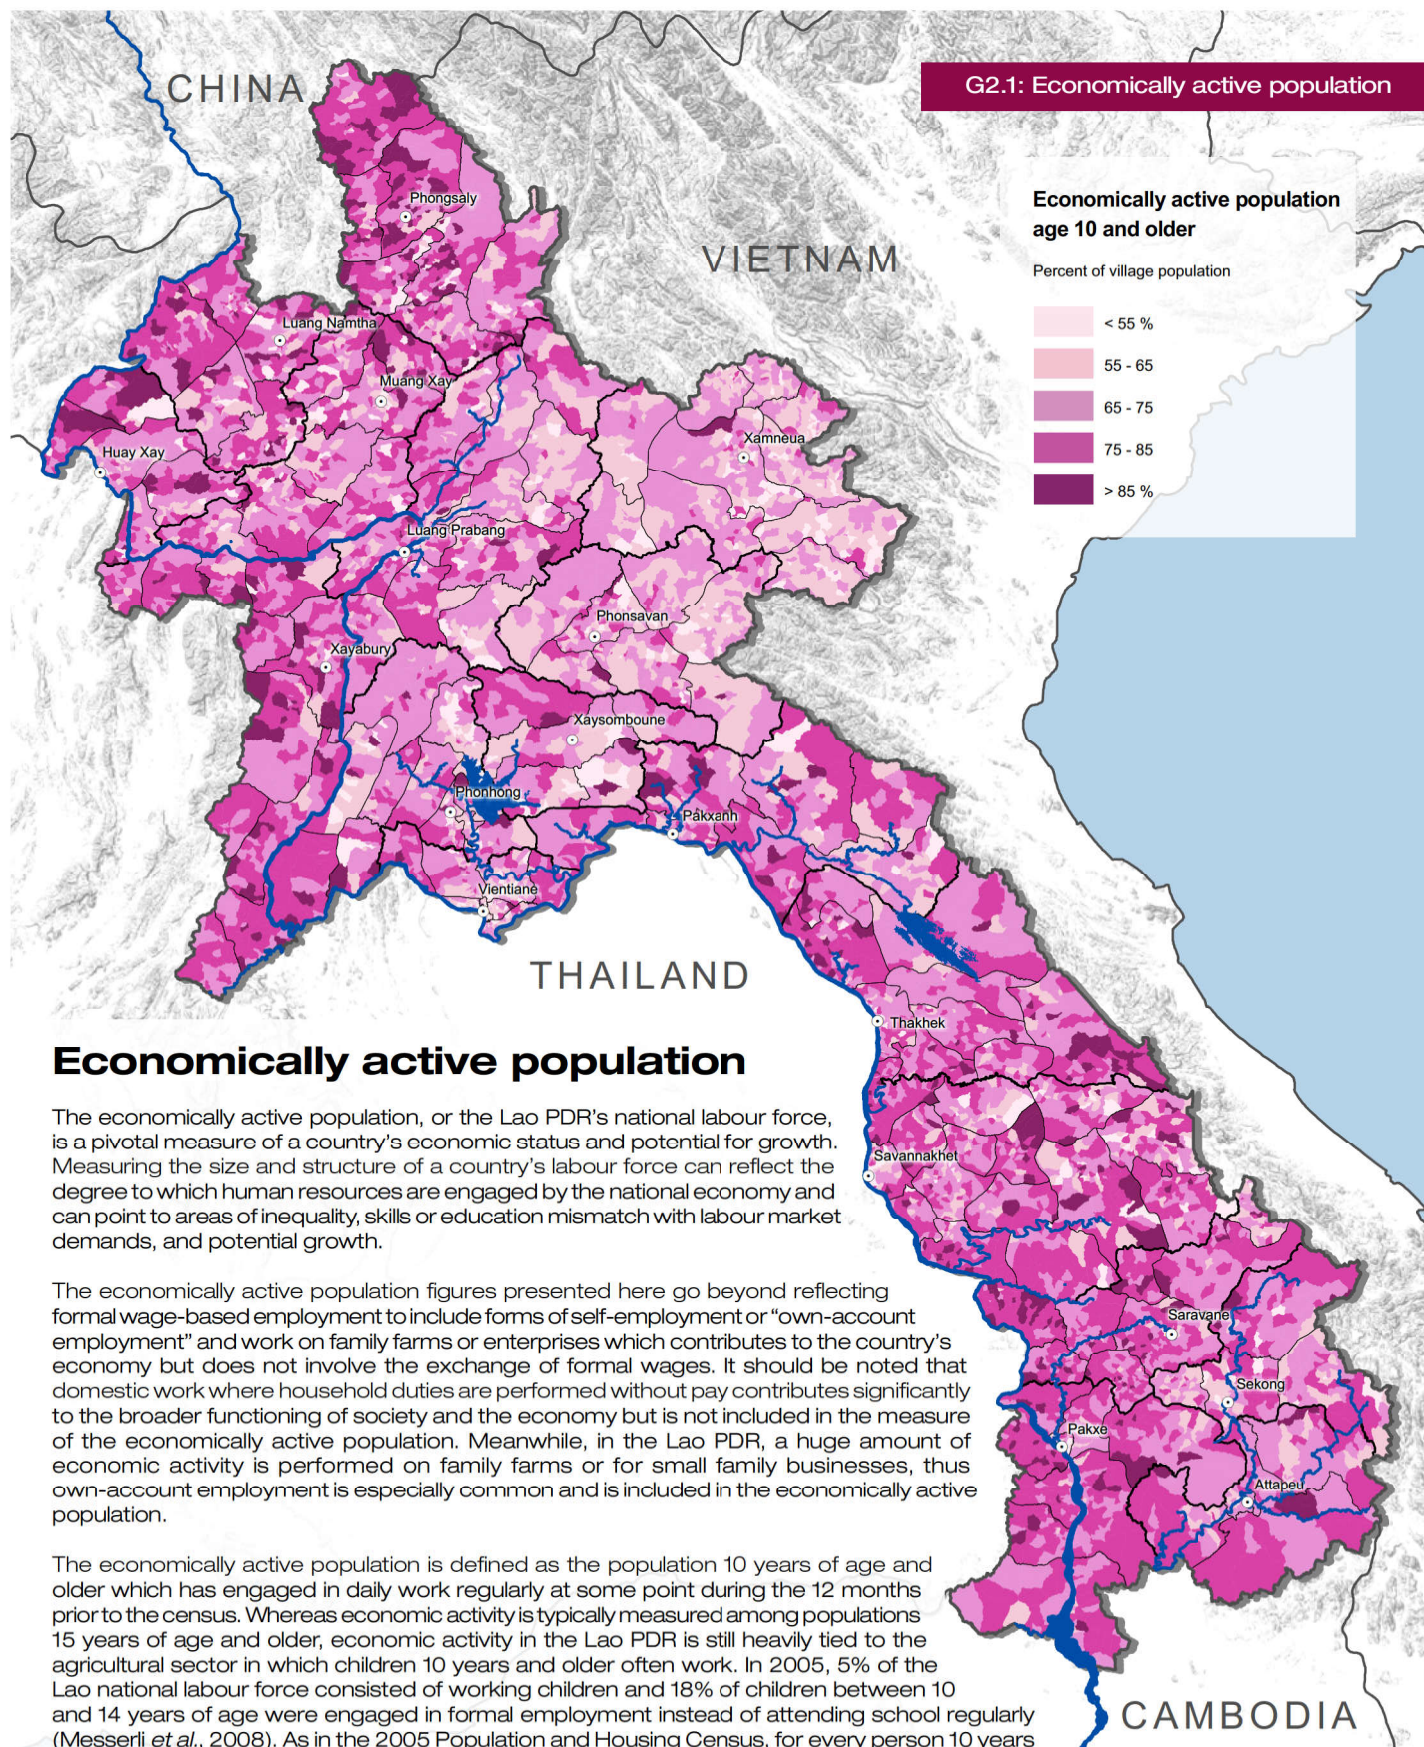 G2.1: Economically active population
CHINA
VIETNAM
Economically active population
age 10 and older
Percent of village population
< 55 %
55 - 65
65 - 75
75 - 85
> 85 %
Phongsaly
Luang Namtha
Muang Xay
Xamneua
Huay Xay
Luang Prabang
Phonsavan
Xayabury
Xaysomboune
Phonhong
Pakxanh
Vientiane
THAILAND
Thakhek
Savannakhet
Saravane
Sekong
Pakxe
Attapeu
CAMBODIA
Economically active population
The economically active population, or the Lao PDR's national labour force,
is a pivotal measure of a country's economic status and potential for growth.
Measuring the size and structure of a country's labour force can reflect the
degree to which human resources are engaged by the national economy and
can point to areas of inequality, skills or education mismatch with labour market
demands, and potential growth.
The economically active population figures presented here go beyond reflecting
formal wage-based employment to include forms of self-employment or “own-account
employment” and work on family farms or enterprises which contributes to the country's
economy but does not involve the exchange of formal wages. It should be noted that
domestic work where household duties are performed without pay contributes significantly
to the broader functioning of society and the economy but is not included in the measure
of the economically active population. Meanwhile, in the Lao PDR, a huge amount of
economic activity is performed on family farms or for small family businesses, thus
own-account employment is especially common and is included in the economically active
population.
The economically active population is defined as the population 10 years of age and
older which has engaged in daily work regularly at some point during the 12 months
prior to the census. Whereas economic activity is typically measured among populations
15 years of age and older, economic activity in the Lao PDR is still heavily tied to the
agricultural sector in which children 10 years and older often work. In 2005, 5% of the
Lao national labour force consisted of working children and 18% of children between 10
and 14 years of age were engaged in formal employment instead of attending school regularly
(Messerli et al., 2008). As in the 2005 Population and Housing Census, for every person 10 years